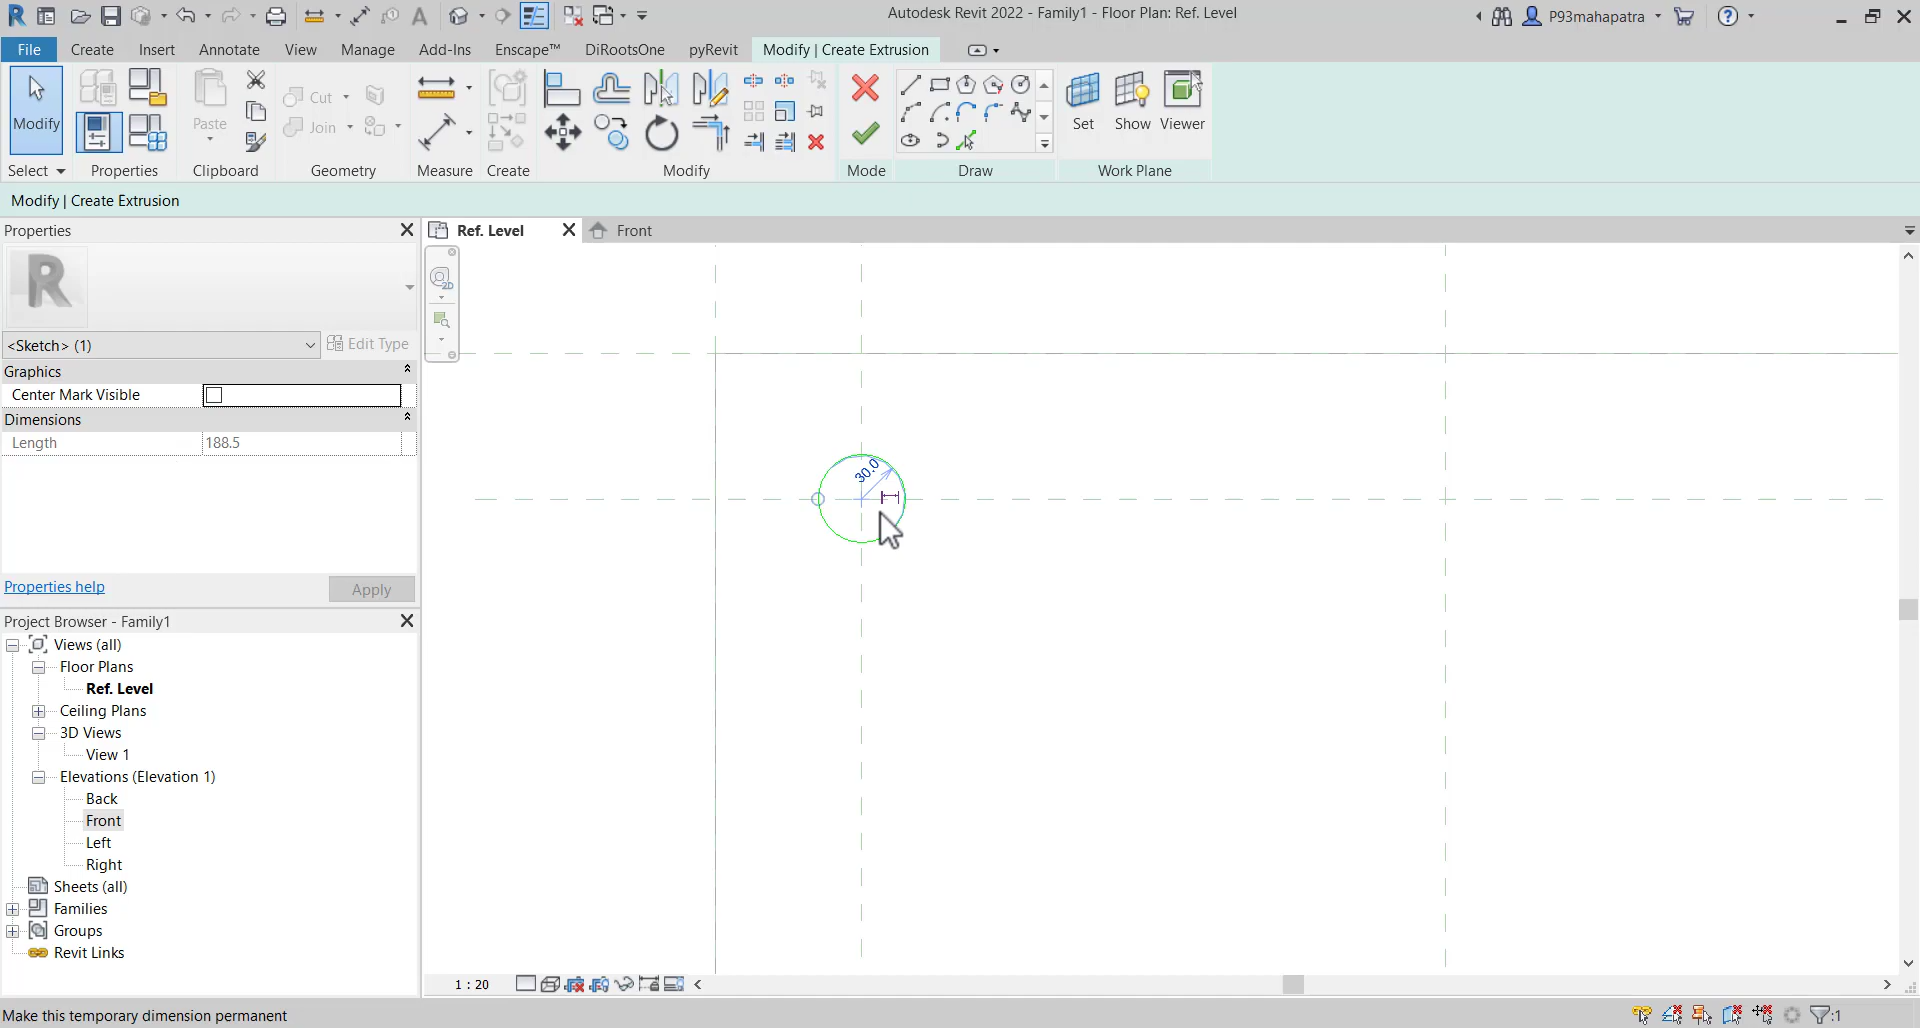 Autodesk Revit 2022 - Family1 - Floor Plan: Ref. Level
P93mahapatra
File
Create
Insert
Annotate
View
Manage
Add-Ins
Enscape™
DiRootsOne
pyRevit
Modify | Create Extrusion
Modify
Paste
Cut
Join
Set
Show
Viewer
Select
Properties
Clipboard
Geometry
Measure
Create
Modify
Mode
Draw
Work Plane
Modify | Create Extrusion
Properties
Ref. Level
Front
R
2D
<Sketch> (1)
Edit Type
Graphics
Center Mark Visible
Dimensions
Length
188.5
30.0
Properties help
Apply
Project Browser - Family1
Views (all)
Floor Plans
Ref. Level
Ceiling Plans
3D Views
View 1
Elevations (Elevation 1)
Back
Front
Left
Right
Sheets (all)
Families
Groups
Revit Links
1 : 20
Make this temporary dimension permanent
:1